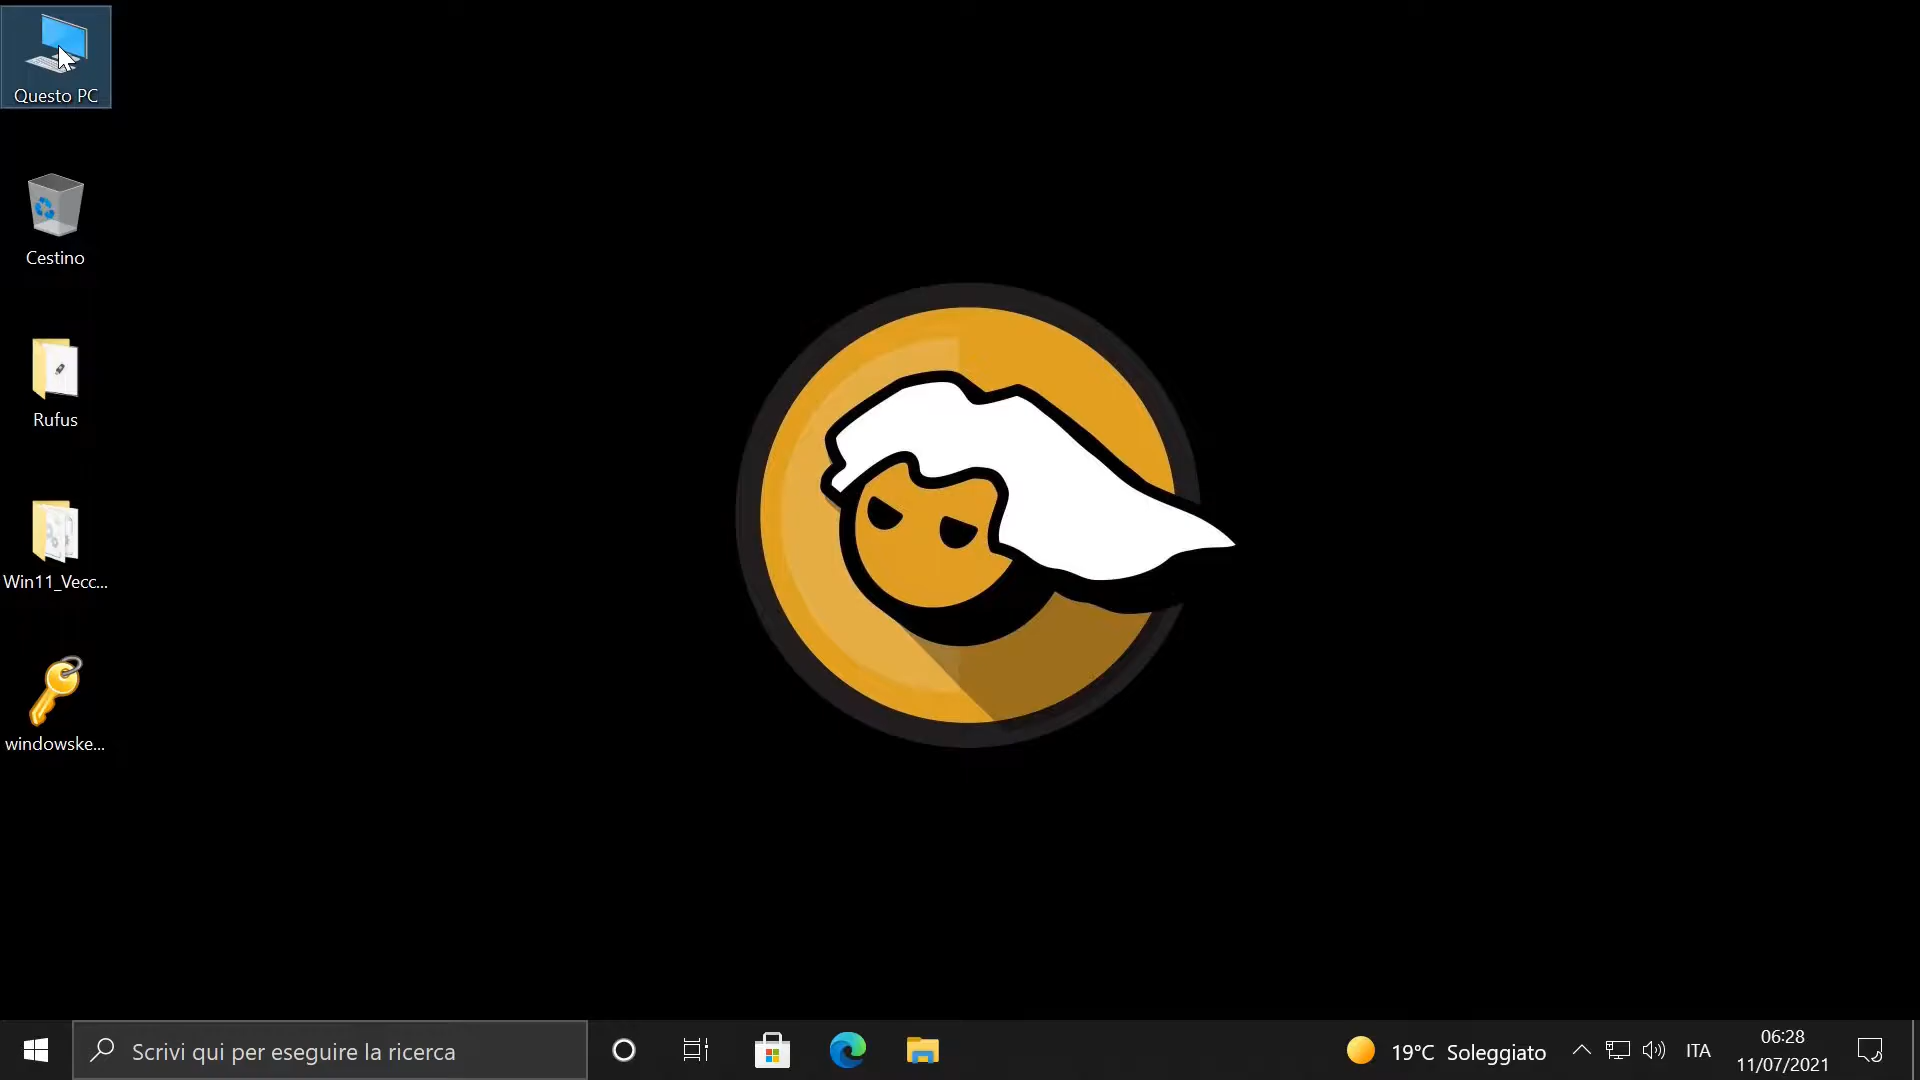 Questo PC
Cestino
Rufus
Win11_Vecc...
windowske...
Scrivi qui per eseguire la ricerca
19°C Soleggiato
ITA
06:28
11/07/2021